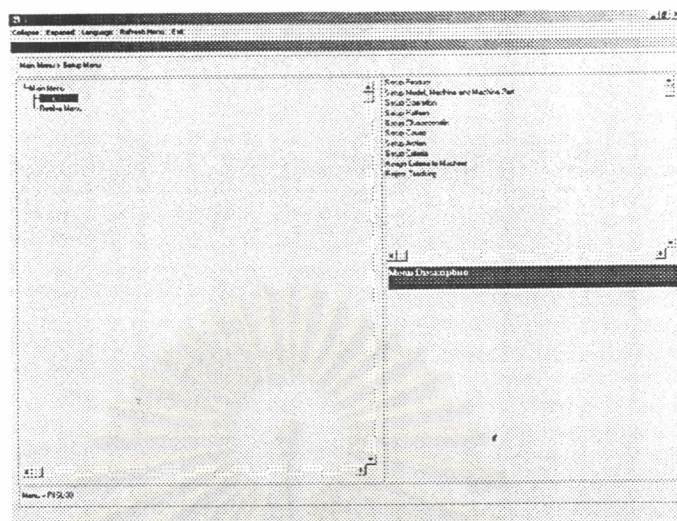 Collapse Expand Language Refresh Menu Exit
Main Menu > Setup Menu
Main Menu
Menu
Setup Product
Setup Model, Machine and Machine Part
Setup Operation
Setup Pattern
Setup Characteristic
Setup Cause
Setup Action
Setup Criteria
Assign Criteria to Machine
Repair Tracking
Menu Description
Menu -